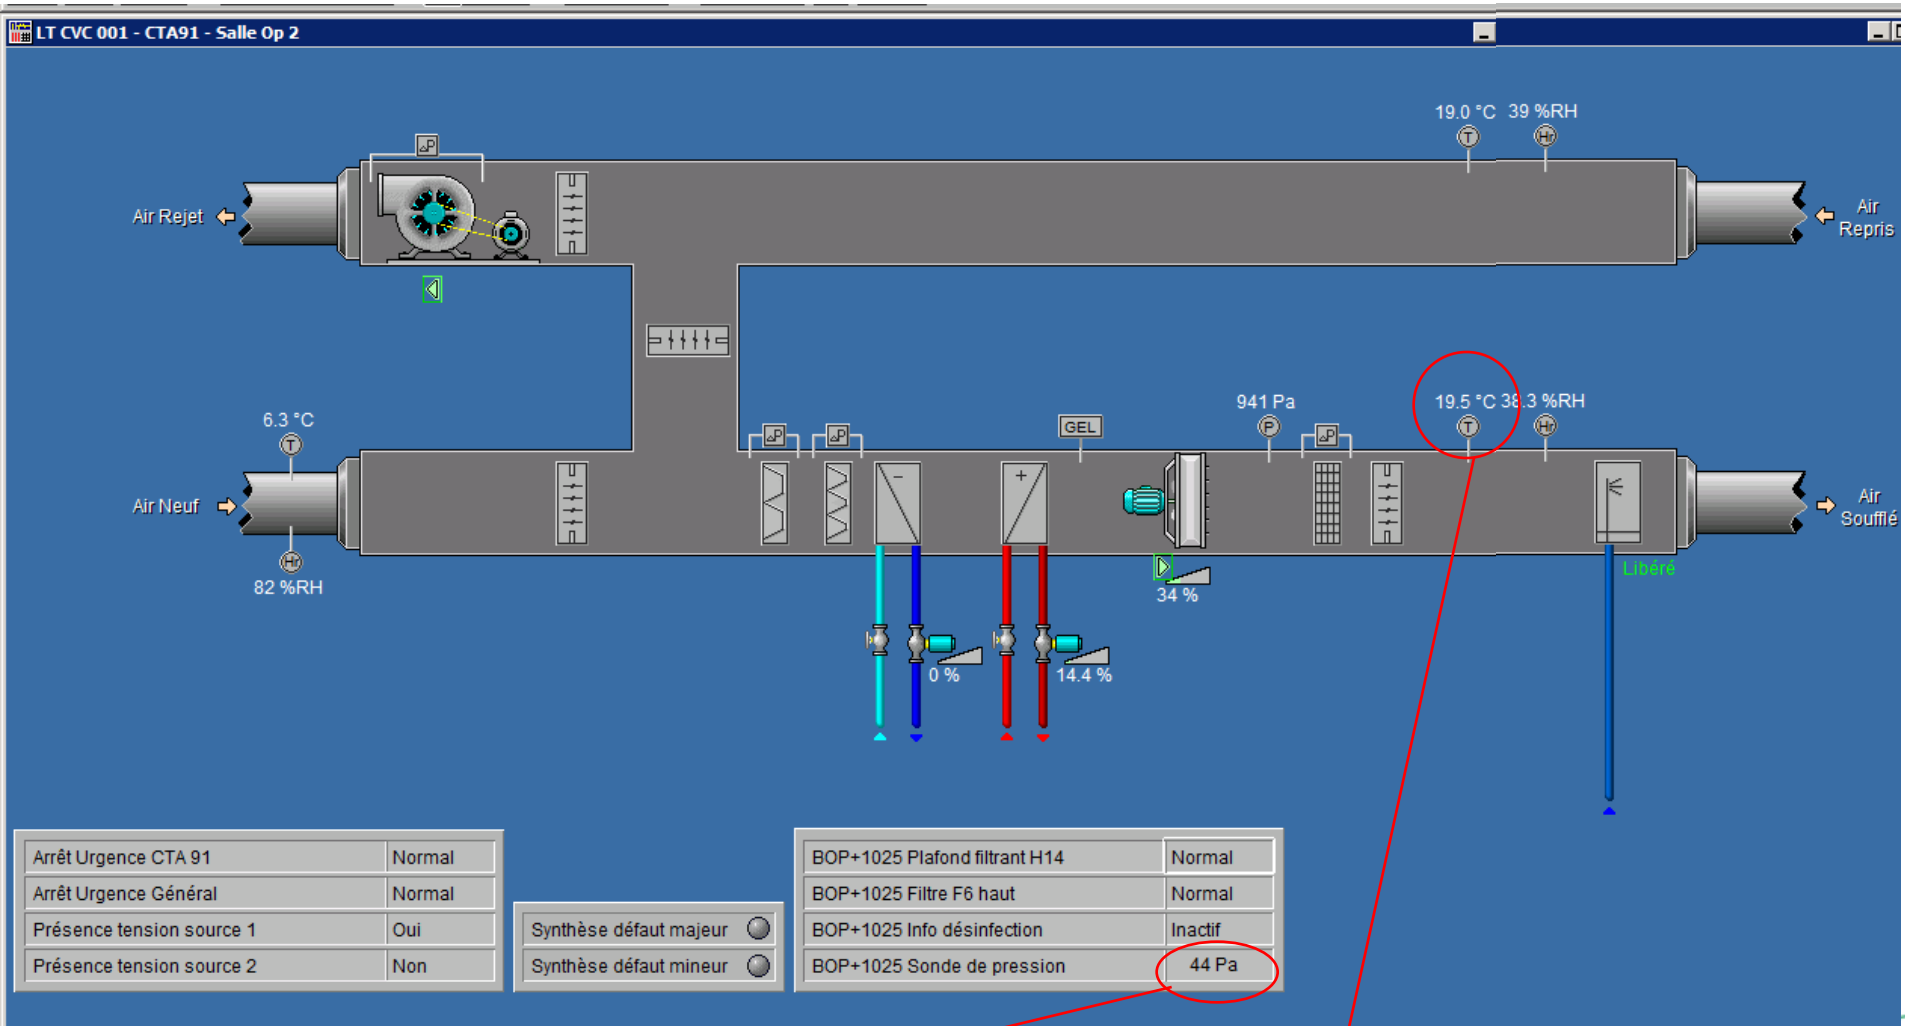 LT CVC 001 - CTA91 - Salle Op 2
19.0 °C 39 %RH
T Hr
△P
Air Rejet
Air
Repris
6.3 °C
T
941 Pa
19.5 °C 38.3 %RH
GEL
P
T Hr
△P △P
△P
- +
Air Neuf
Air
Soufflé
Hr
82 %RH
Libéré
34 %
0 %
14.4 %
Arrêt Urgence CTA 91 Normal
Arrêt Urgence Général Normal
Présence tension source 1 Oui
Présence tension source 2 Non
Synthèse défaut majeur
Synthèse défaut mineur
BOP+1025 Plafond filtrant H14 Normal
BOP+1025 Filtre F6 haut Normal
BOP+1025 Info désinfection Inactif
BOP+1025 Sonde de pression 44 Pa